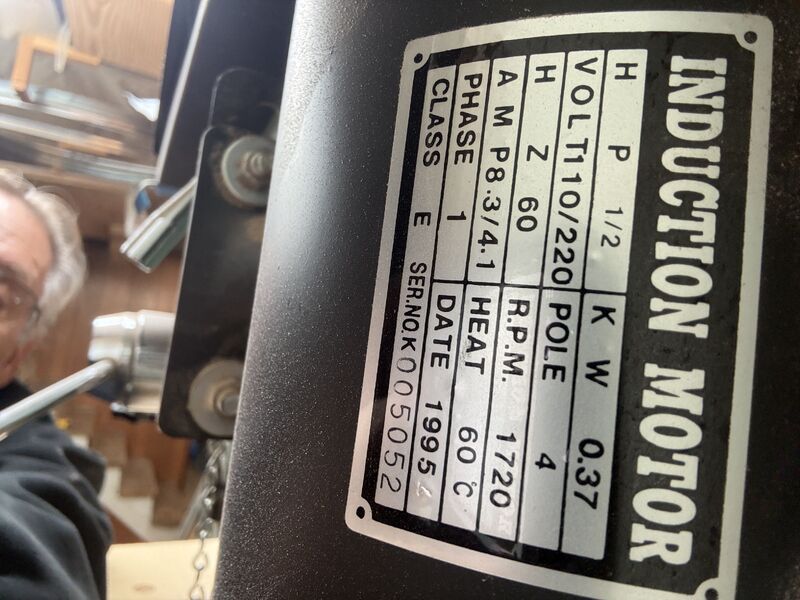 INDUCTION MOTOR
H P 1/2 K W 0.37
VOLT 110/220 POLE 4
H Z 60 R.P.M. 1720
A M P 8.3/4.1 HEAT 60°C
PHASE 1 DATE 1995
CLASS E SER.NO.K005052